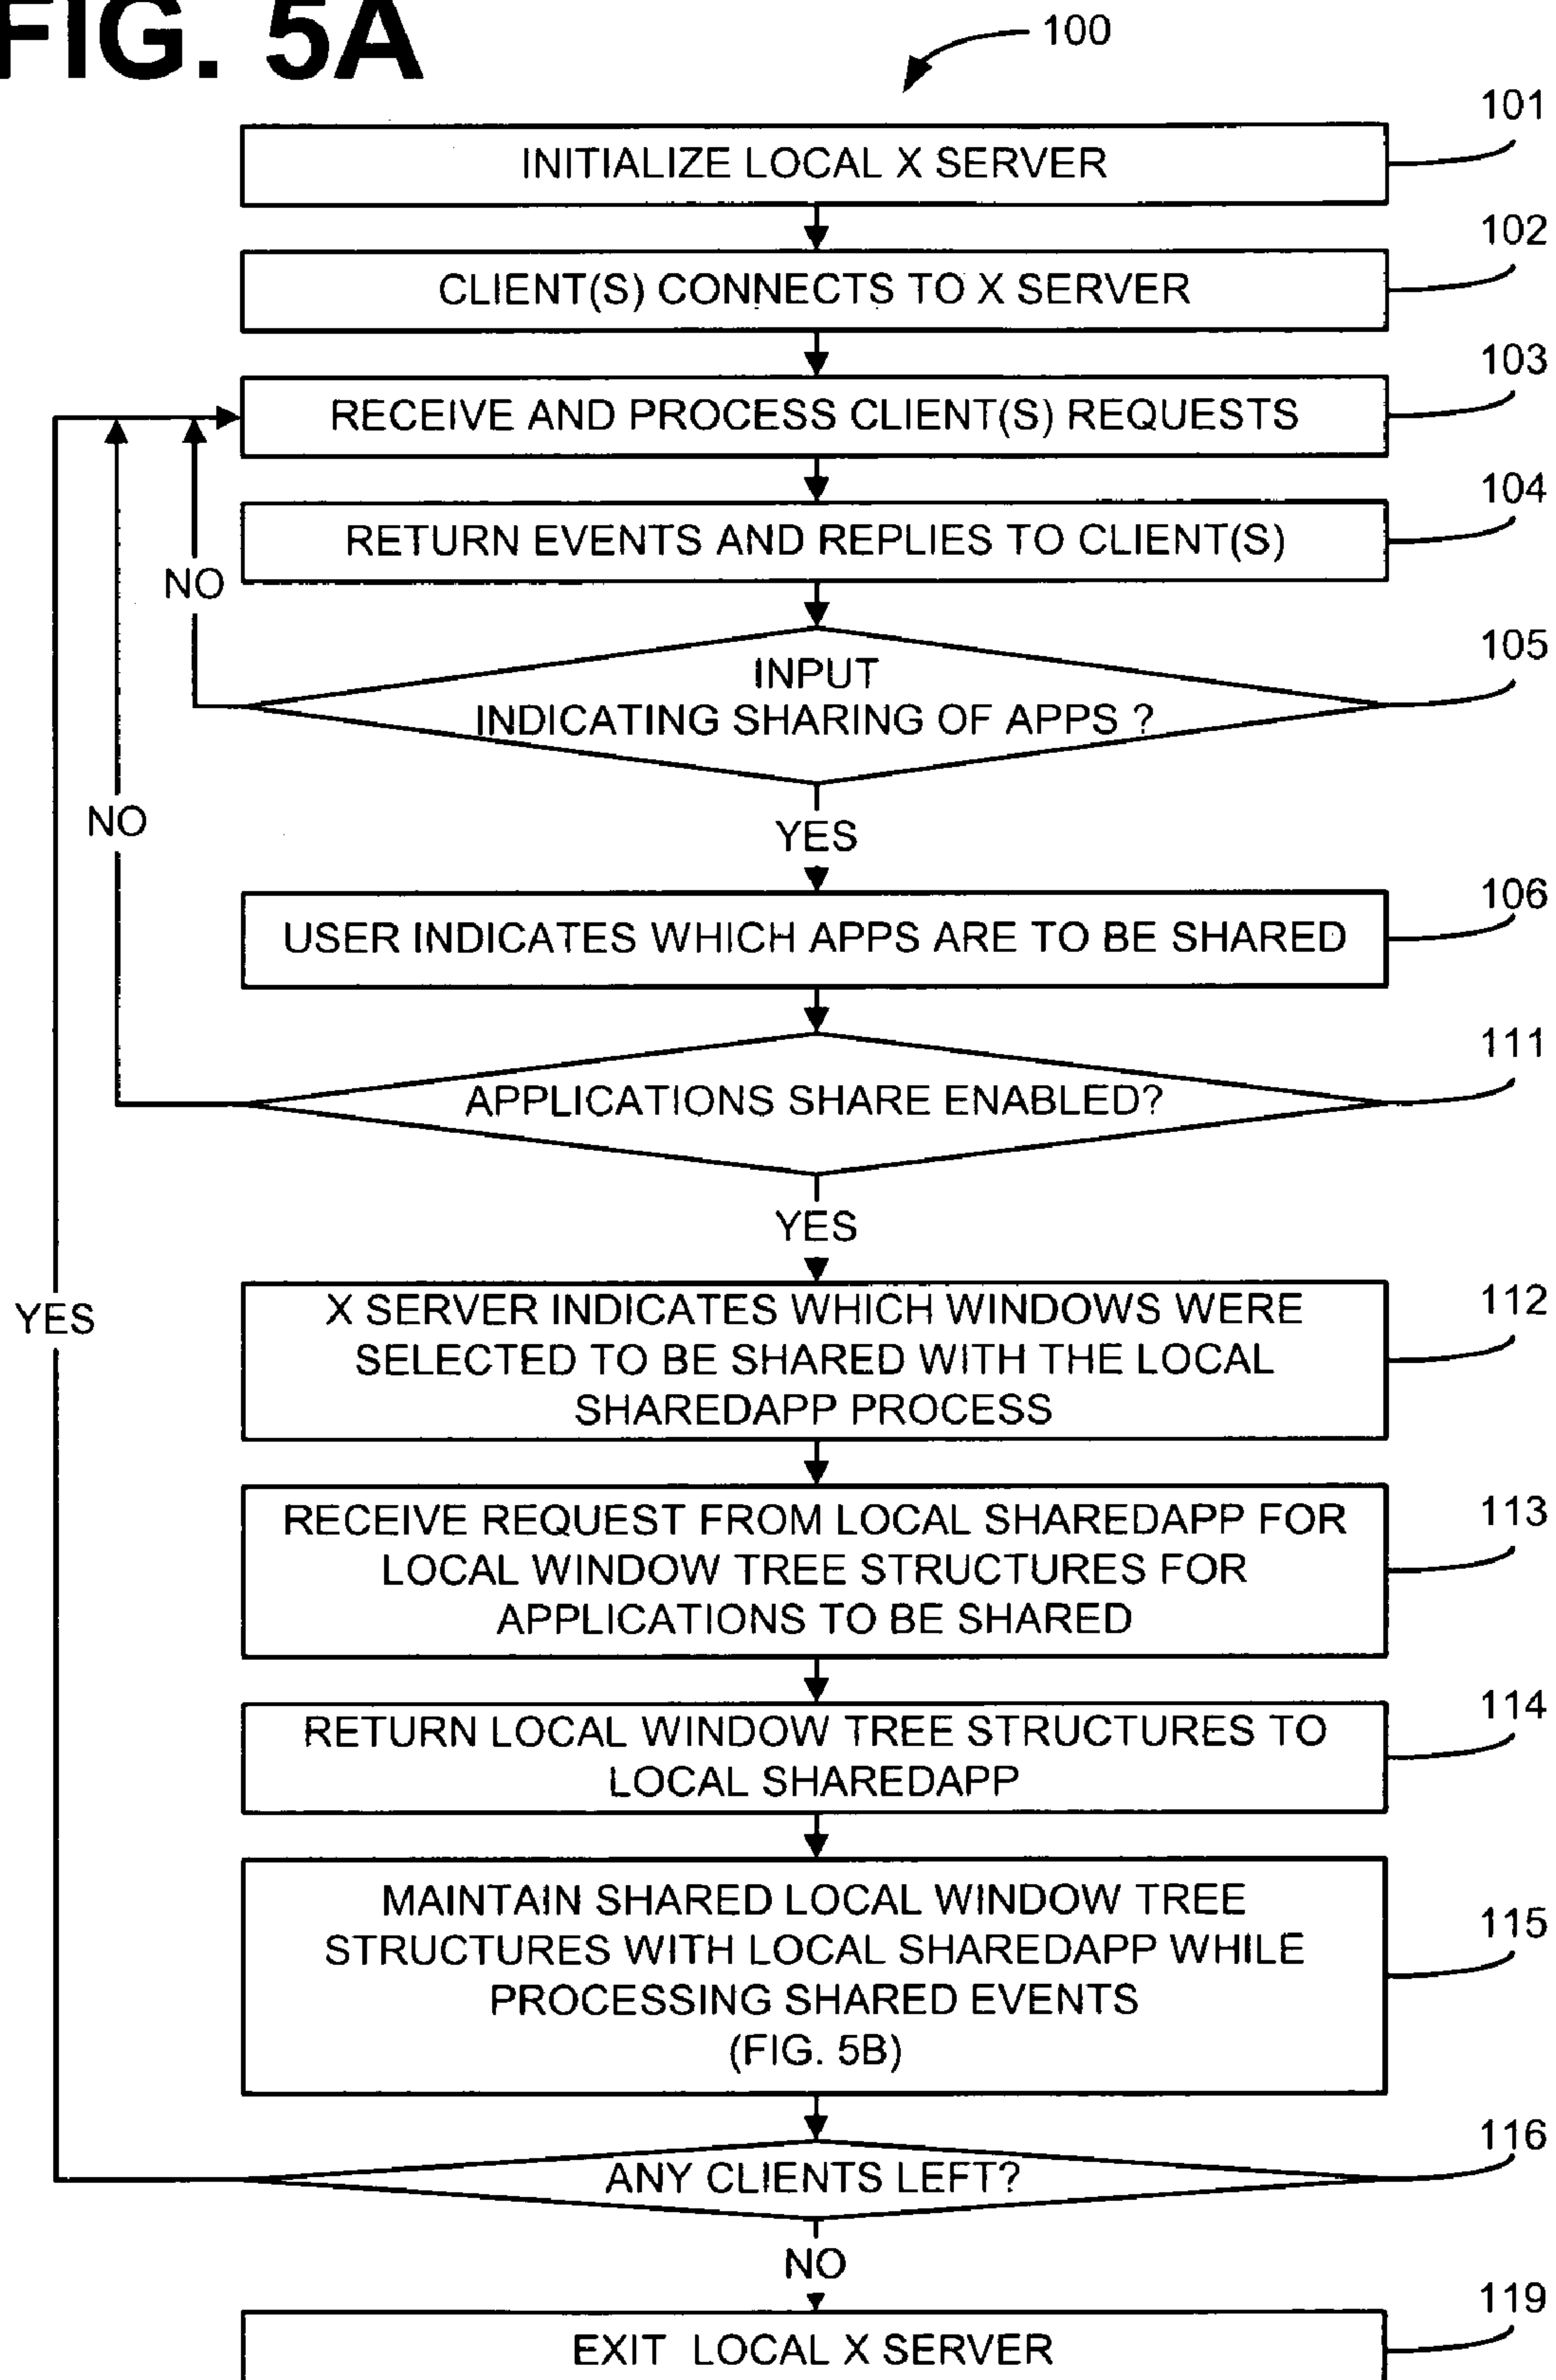 FIG. 5A
100
INITIALIZE LOCAL X SERVER
101
CLIENT(S) CONNECTS TO X SERVER
102
RECEIVE AND PROCESS CLIENT(S) REQUESTS
103
RETURN EVENTS AND REPLIES TO CLIENT(S)
104
NO
INPUT
INDICATING SHARING OF APPS ?
105
NO
YES
USER INDICATES WHICH APPS ARE TO BE SHARED
106
APPLICATIONS SHARE ENABLED?
111
YES
YES
X SERVER INDICATES WHICH WINDOWS WERE
SELECTED TO BE SHARED WITH THE LOCAL
SHAREDAPP PROCESS
112
RECEIVE REQUEST FROM LOCAL SHAREDAPP FOR
LOCAL WINDOW TREE STRUCTURES FOR
APPLICATIONS TO BE SHARED
113
RETURN LOCAL WINDOW TREE STRUCTURES TO
LOCAL SHAREDAPP
114
MAINTAIN SHARED LOCAL WINDOW TREE
STRUCTURES WITH LOCAL SHAREDAPP WHILE
PROCESSING SHARED EVENTS
(FIG. 5B)
115
ANY CLIENTS LEFT?
116
NO
EXIT LOCAL X SERVER
119